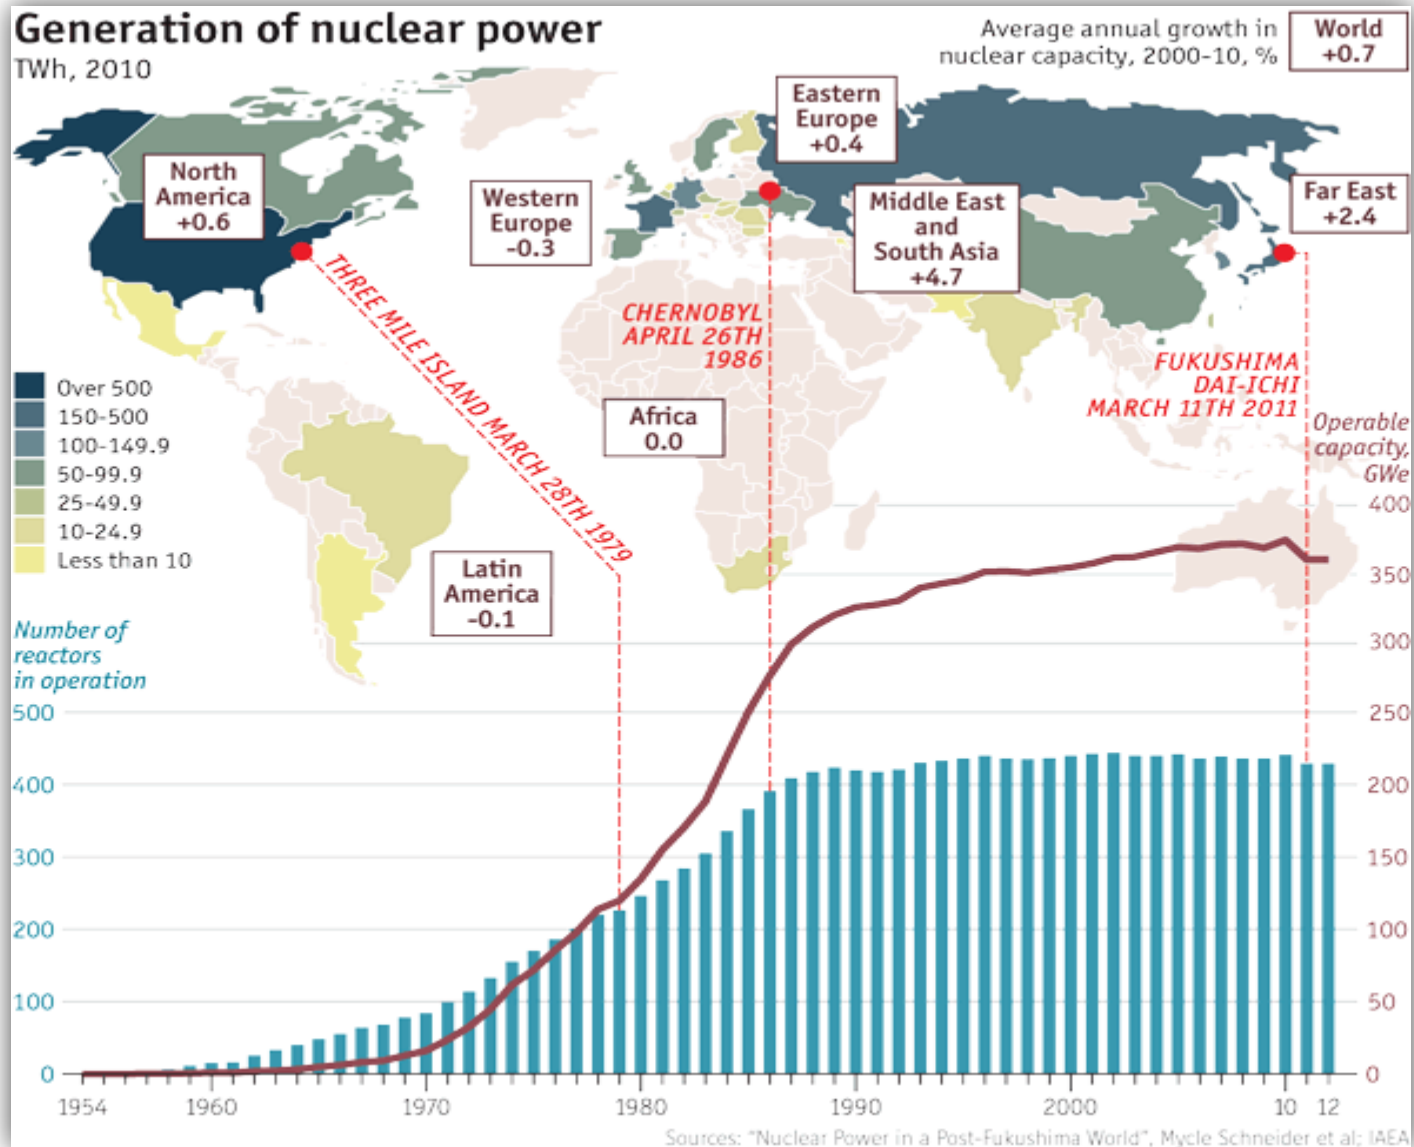 Generation of nuclear power
TWh, 2010
Average annual growth in
nuclear capacity, 2000-10, %
World
+0.7
North
America
+0.6
Western
Europe
-0.3
Eastern
Europe
+0.4
Middle East
and
South Asia
+4.7
Far East
+2.4
Africa
0.0
Latin
America
-0.1
THREE MILE ISLAND MARCH 28TH 1979
CHERNOBYL
APRIL 26TH
1986
FUKUSHIMA
DAI-ICHI
MARCH 11TH 2011
Over 500
150-500
100-149.9
50-99.9
25-49.9
10-24.9
Less than 10
Number of
reactors
in operation
500
400
300
200
100
0
Operable
capacity,
GWe
400
350
300
250
200
150
100
50
0
1954
1960
1970
1980
1990
2000
10
12
Sources: "Nuclear Power in a Post-Fukushima World", Mycle Schneider et al; IAEA